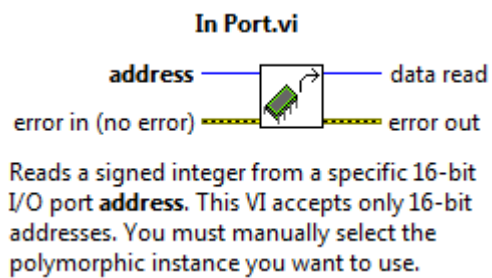 In Port.vi
address
data read
error in (no error)
error out
Reads a signed integer from a specific 16-bit
I/O port address. This VI accepts only 16-bit
addresses. You must manually select the
polymorphic instance you want to use.